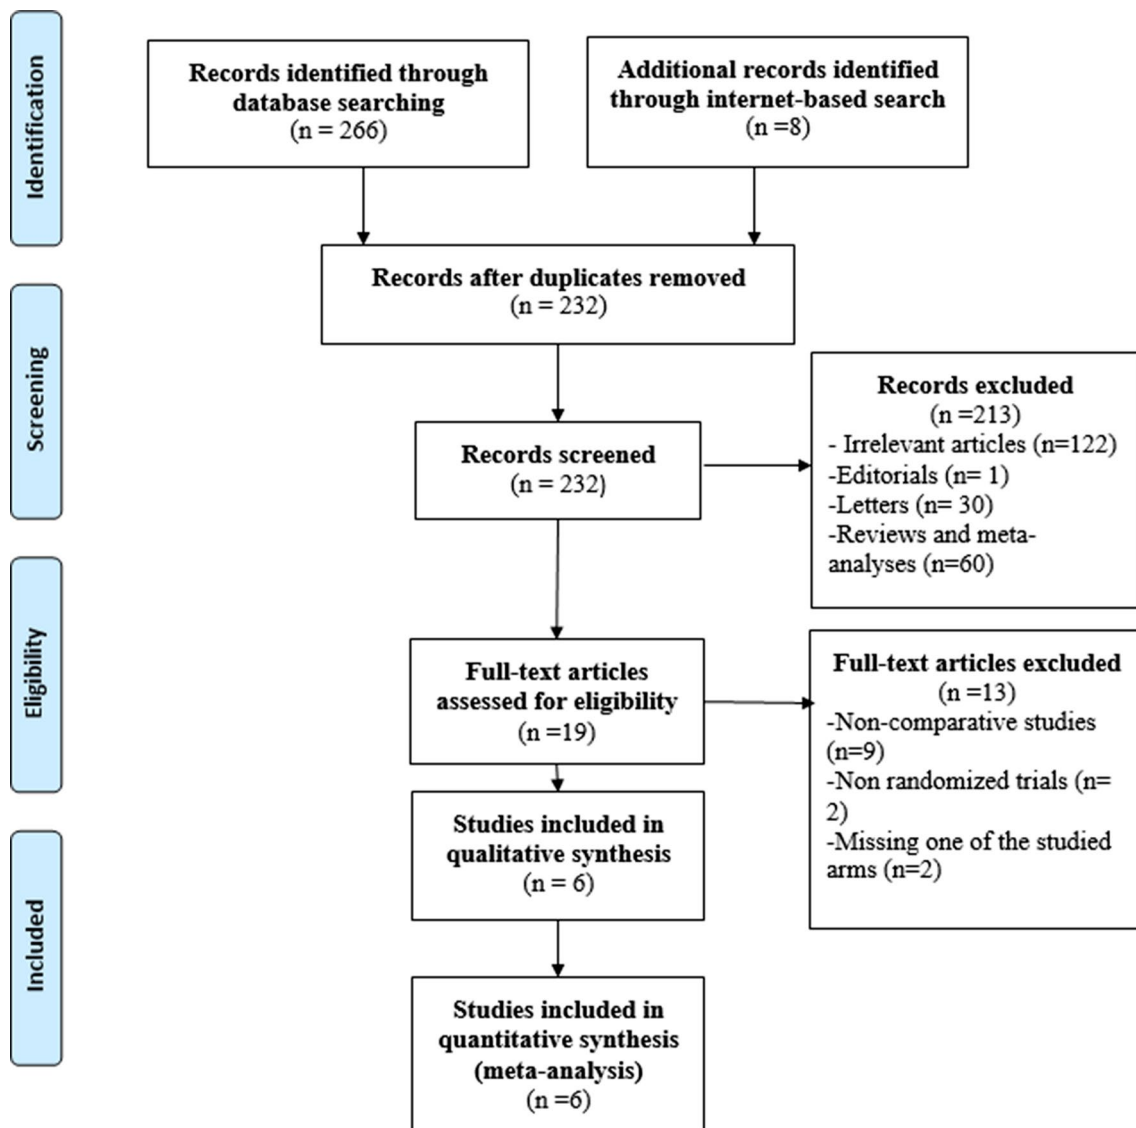 Identification
Records identified through
database searching
(n = 266)
Additional records identified
through internet-based search
(n =8)
Records after duplicates removed
(n = 232)
Screening
Records screened
(n = 232)
Records excluded
(n =213)
- Irrelevant articles (n=122)
-Editorials (n= 1)
-Letters (n= 30)
-Reviews and meta-
analyses (n=60)
Eligibility
Full-text articles
assessed for eligibility
(n =19)
Full-text articles excluded
(n =13)
-Non-comparative studies
(n=9)
-Non randomized trials (n=
2)
-Missing one of the studied
arms (n=2)
Included
Studies included in
qualitative synthesis
(n = 6)
Studies included in
quantitative synthesis
(meta-analysis)
(n =6)